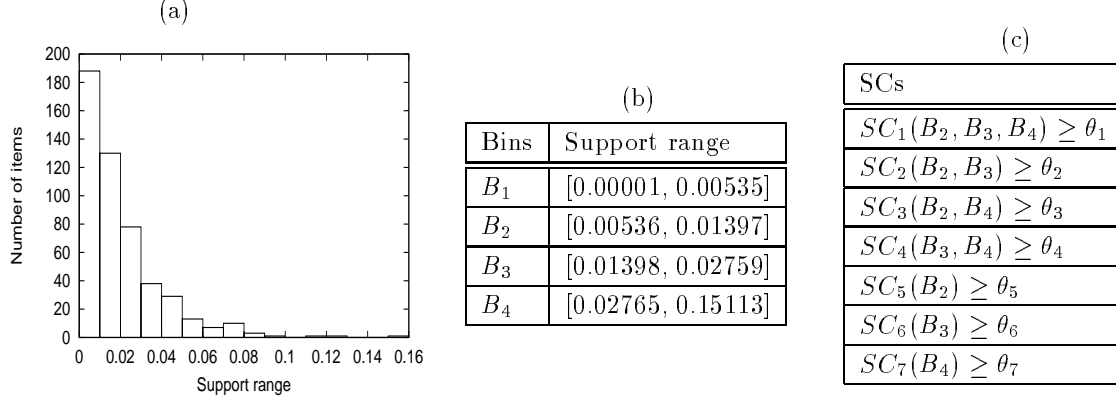 (a)
200
180
160
140
120
100
80
60
40
20
0
Number of items
0 0.02 0.04 0.06 0.08 0.1 0.12 0.14 0.16
Support range
(b)
Bins Support range
B₁ [0.00001, 0.00535]
B₂ [0.00536, 0.01397]
B₃ [0.01398, 0.02759]
B₄ [0.02765, 0.15113]
(c)
SCs
SC₁(B₂, B₃, B₄) ≥ θ₁
SC₂(B₂, B₃) ≥ θ₂
SC₃(B₂, B₄) ≥ θ₃
SC₄(B₃, B₄) ≥ θ₄
SC₅(B₂) ≥ θ₅
SC₆(B₃) ≥ θ₆
SC₇(B₄) ≥ θ₇